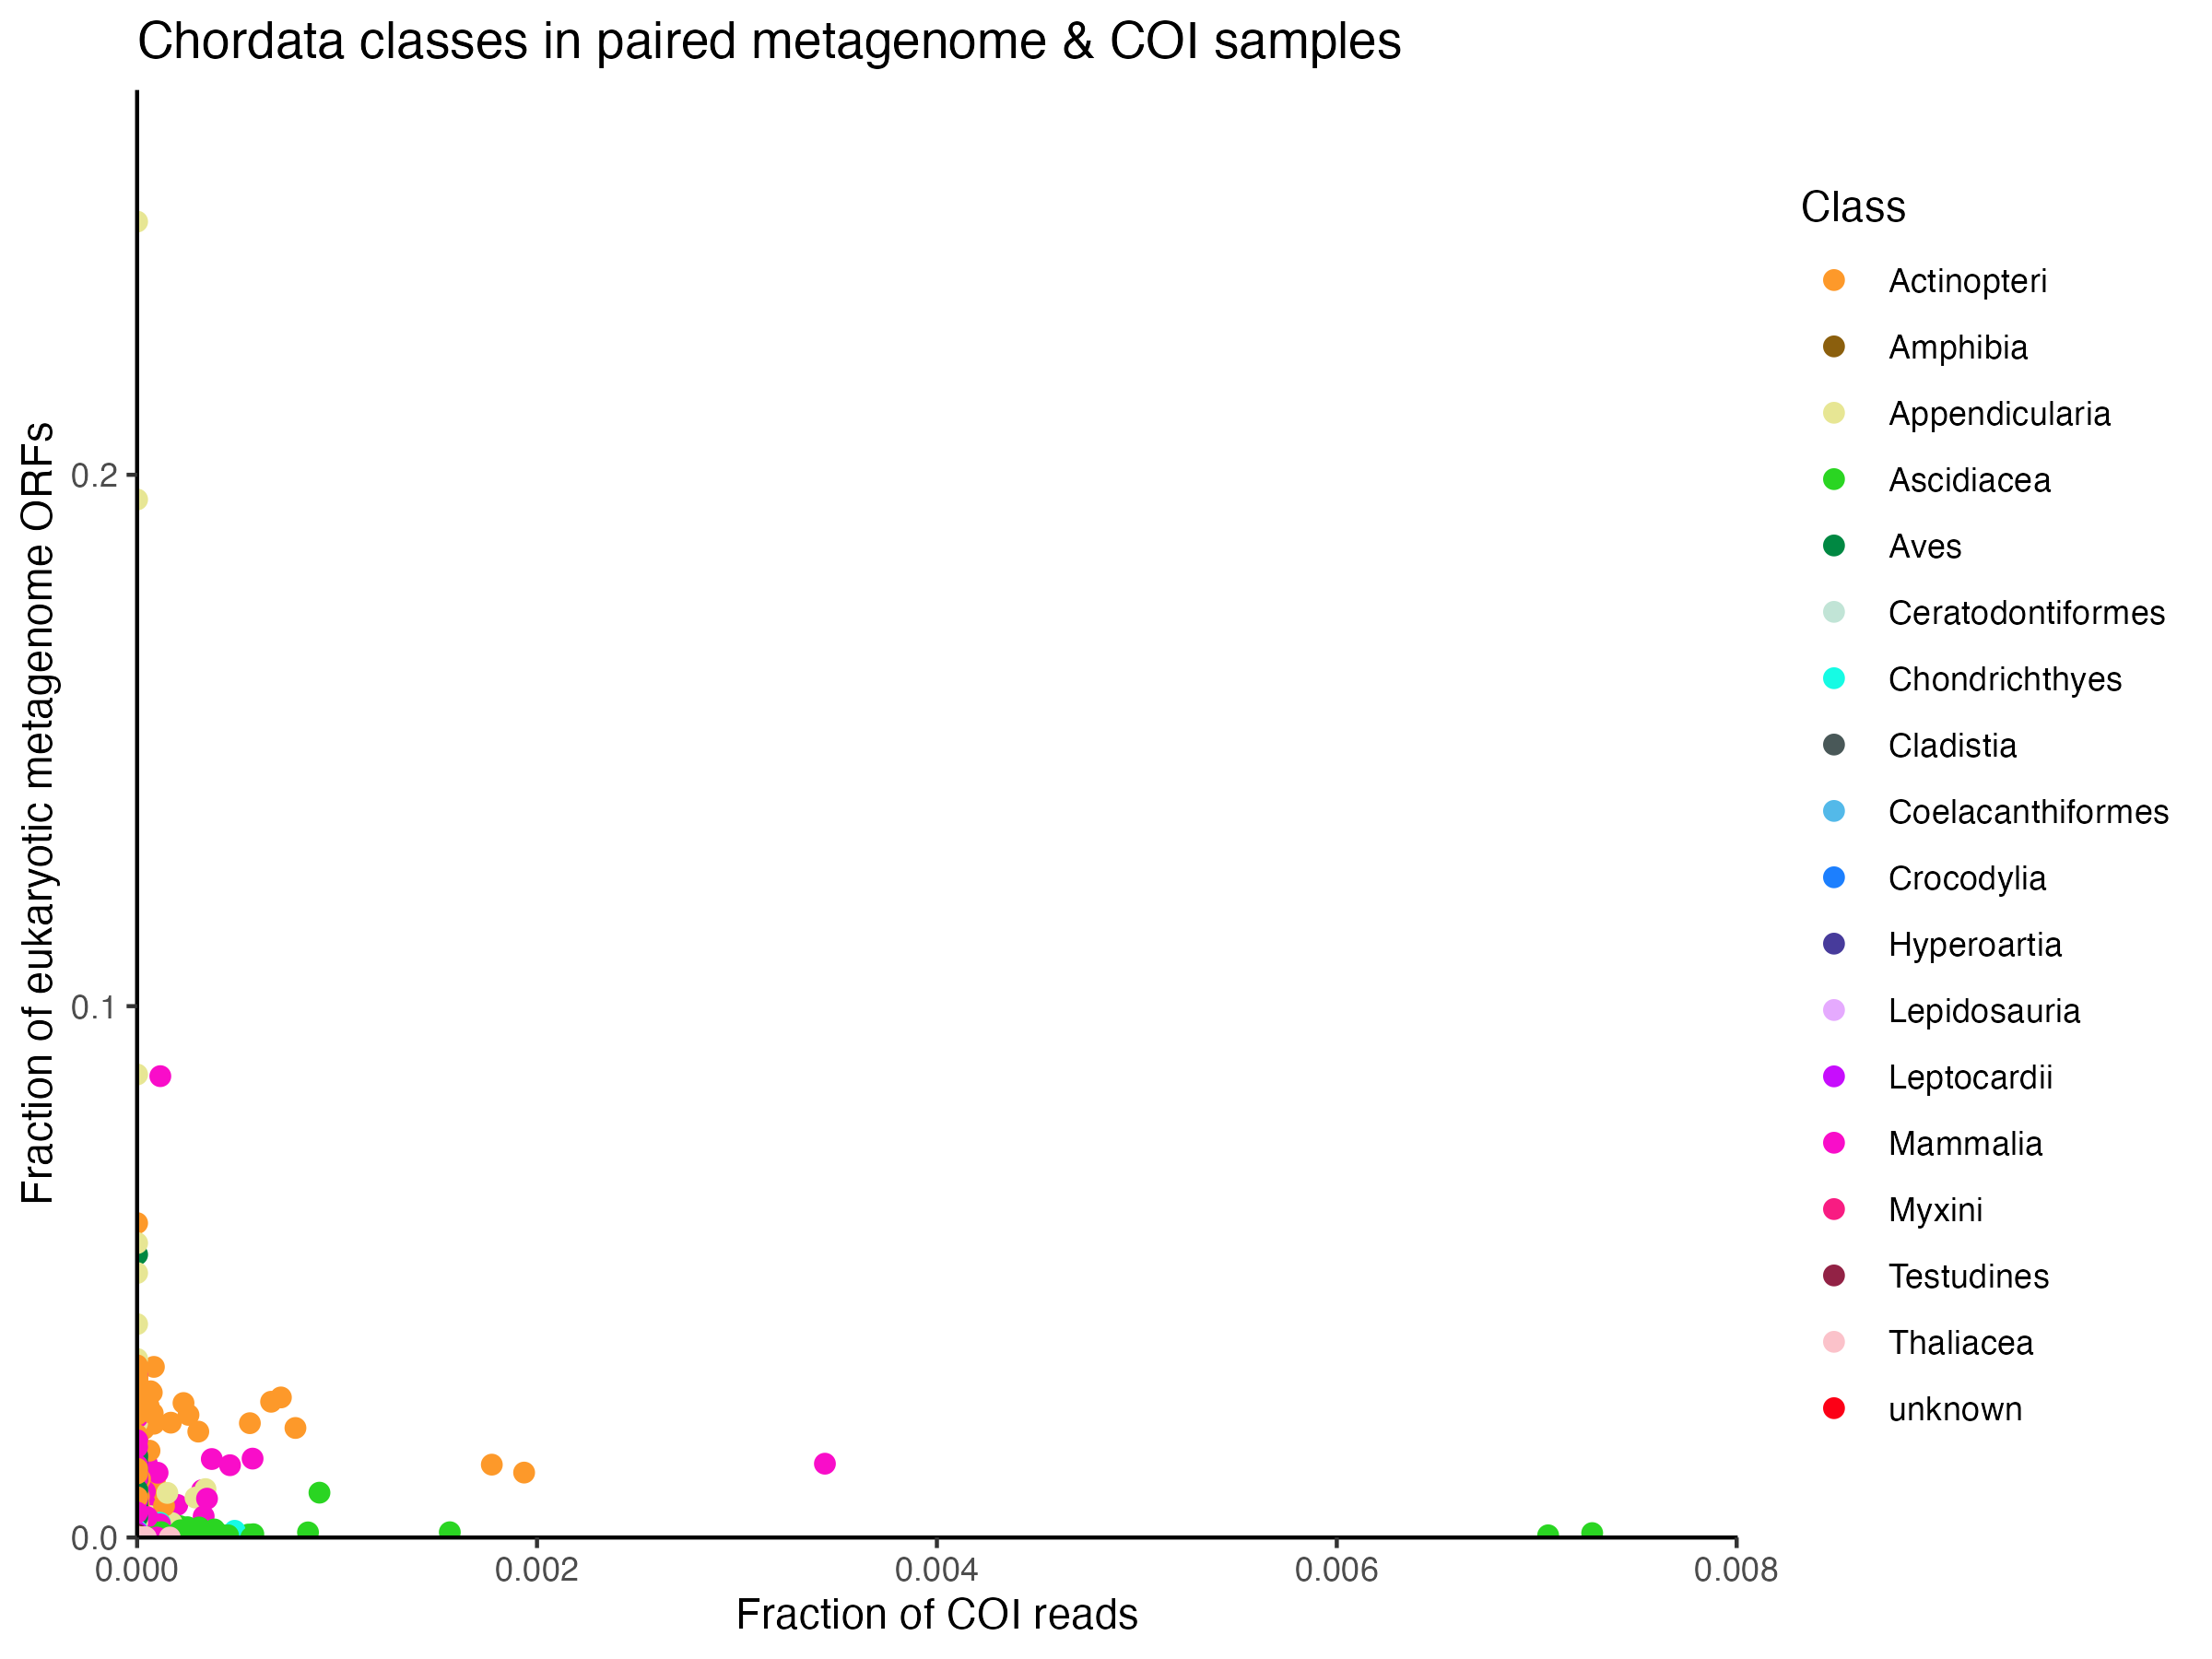 Chordata classes in paired metagenome & COI samples
Fraction of eukaryotic metagenome ORFs
0.2
0.1
0.0
0.000
0.002
0.004
0.006
0.008
Fraction of COI reads
Class
Actinopteri
Amphibia
Appendicularia
Ascidiacea
Aves
Ceratodontiformes
Chondrichthyes
Cladistia
Coelacanthiformes
Crocodylia
Hyperoartia
Lepidosauria
Leptocardii
Mammalia
Myxini
Testudines
Thaliacea
unknown